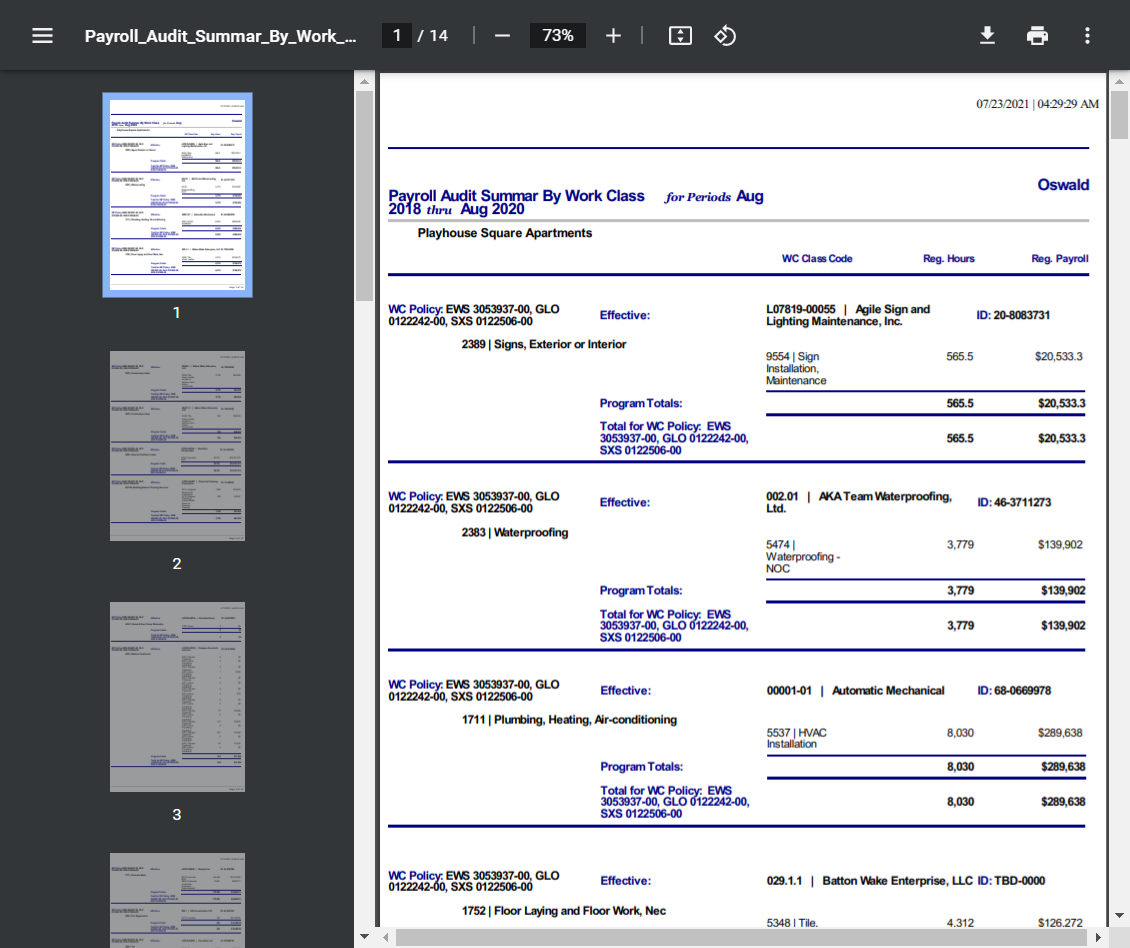 Payroll_Audit_Summar_By_Work_...
1 / 14
73%
07/23/2021 | 04:29:29 AM
Oswald
Payroll Audit Summar By Work Class for Periods Aug
2018 thru Aug 2020
Playhouse Square Apartments
WC Class Code Reg. Hours Reg. Payroll
WC Policy: EWS 3053937-00, GLO
0122242-00, SXS 0122506-00
Effective:
L07819-00055 | Agile Sign and
Lighting Maintenance, Inc.
ID: 20-8083731
2389 | Signs, Exterior or Interior
9554 | Sign
Installation,
Maintenance
565.5 $20,533.3
Program Totals: 565.5 $20,533.3
Total for WC Policy: EWS
3053937-00, GLO 0122242-00,
SXS 0122506-00
565.5 $20,533.3
WC Policy: EWS 3053937-00, GLO
0122242-00, SXS 0122506-00
Effective:
002.01 | AKA Team Waterproofing,
Ltd.
ID: 46-3711273
2383 | Waterproofing
5474 |
Waterproofing -
NOC
3,779 $139,902
Program Totals: 3,779 $139,902
Total for WC Policy: EWS
3053937-00, GLO 0122242-00,
SXS 0122506-00
3,779 $139,902
WC Policy: EWS 3053937-00, GLO
0122242-00, SXS 0122506-00
Effective:
00001-01 | Automatic Mechanical
ID: 68-0669978
1711 | Plumbing, Heating, Air-conditioning
5537 | HVAC
Installation
8,030 $289,638
Program Totals: 8,030 $289,638
Total for WC Policy: EWS
3053937-00, GLO 0122242-00,
SXS 0122506-00
8,030 $289,638
WC Policy: EWS 3053937-00, GLO
0122242-00, SXS 0122506-00
Effective:
029.1.1 | Batton Wake Enterprise, LLC ID: TBD-0000
1752 | Floor Laying and Floor Work, Nec
5348 | Tile, 4,312 $126,272
1
2
3